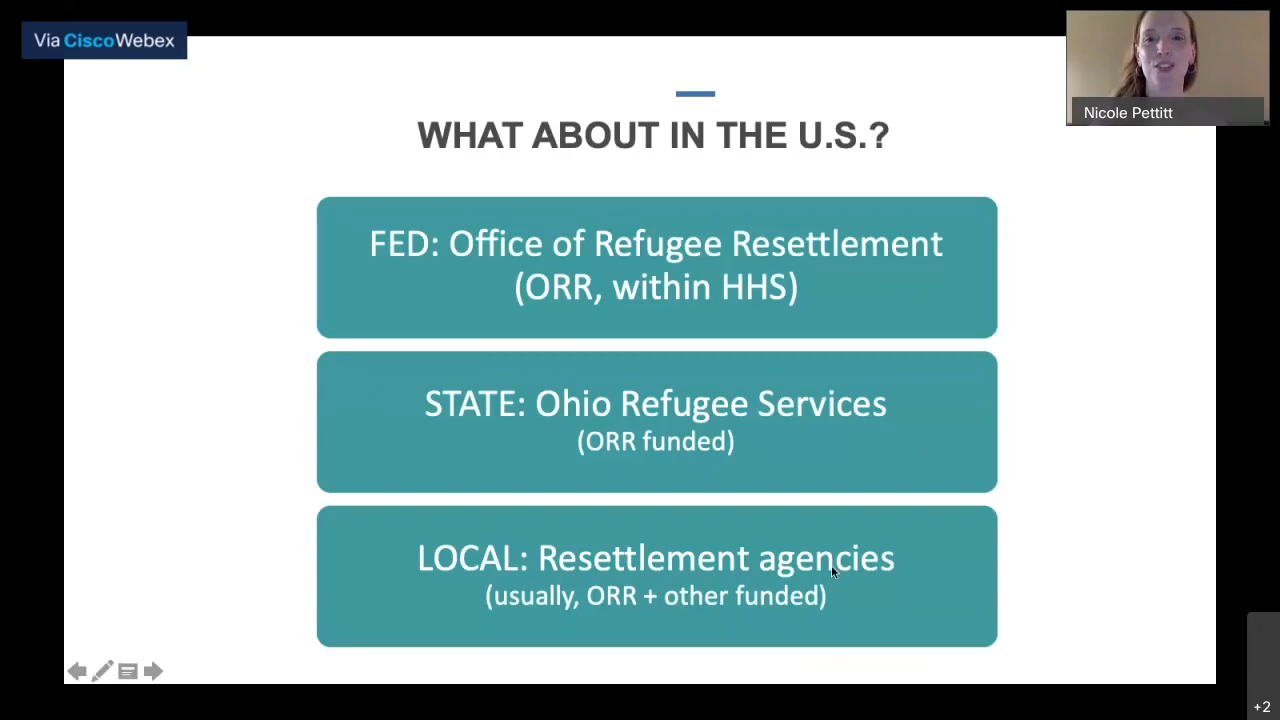 Via CiscoWebex
Nicole Pettitt
WHAT ABOUT IN THE U.S.?
FED: Office of Refugee Resettlement
(ORR, within HHS)
STATE: Ohio Refugee Services
(ORR funded)
LOCAL: Resettlement agencies
(usually, ORR + other funded)
+2